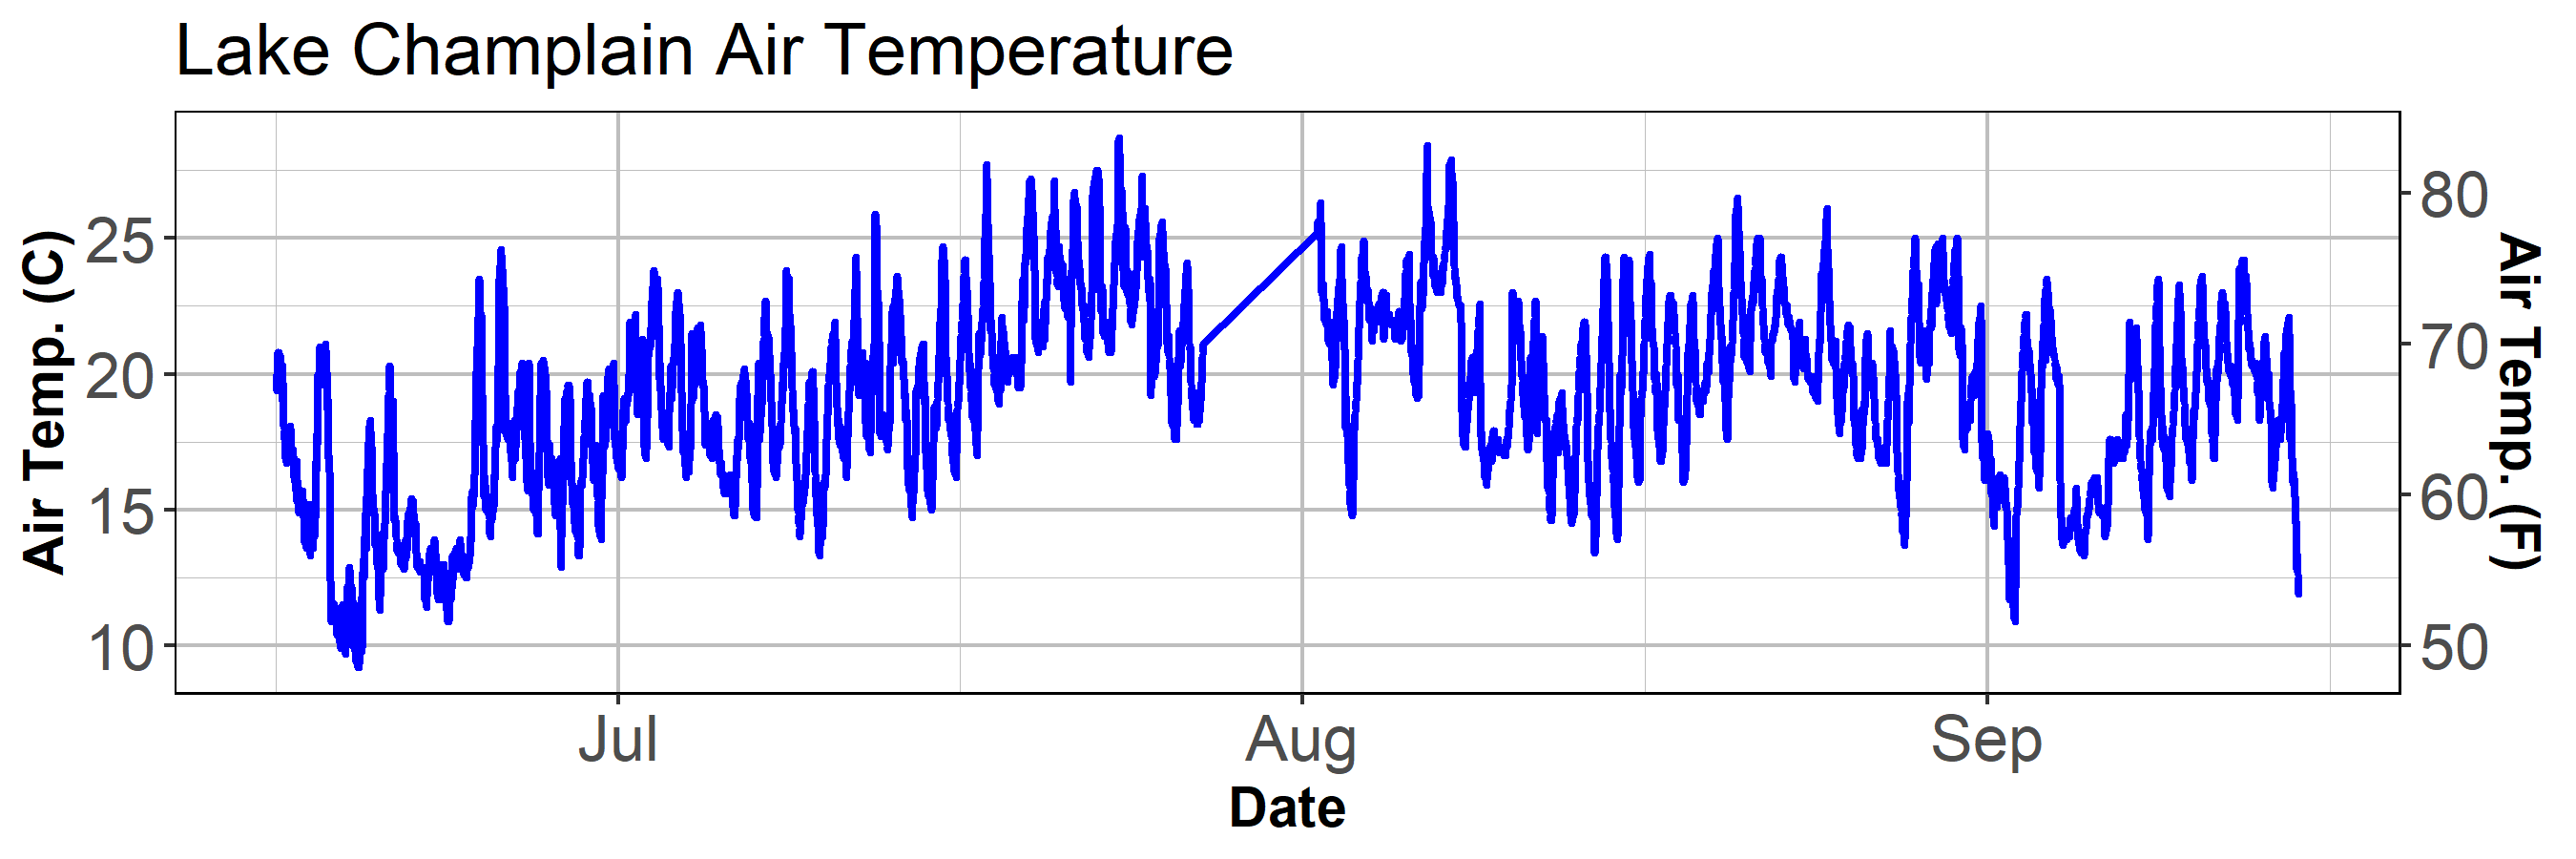 Lake Champlain Air Temperature
Air Temp. (C)
25
20
15
10
80
70
60
50
Air Temp. (F)
Jul
Aug
Sep
Date